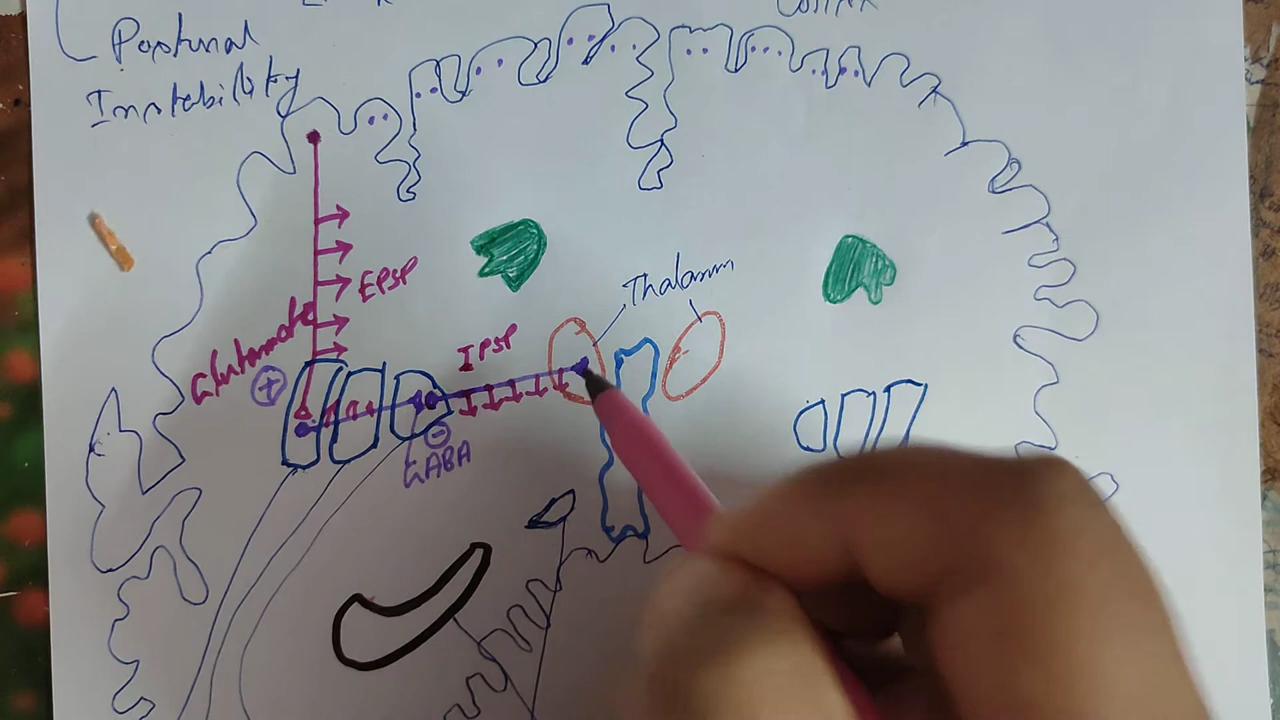 Postural
Instability
Thalamus
EPSP
Glutamate
IPSP
+
-
GABA